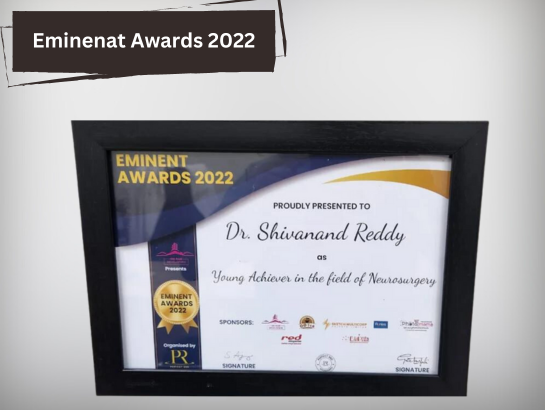 Eminenat Awards 2022
EMINENT
AWARDS 2022
PROUDLY PRESENTED TO
Dr. Shivanand Reddy
as
Young Achiever in the field of Neurosurgery
Presents
EMINENT
AWARDS
2022
Organised by
PR
SPONSORS:
red
SIGNATURE
SIGNATURE